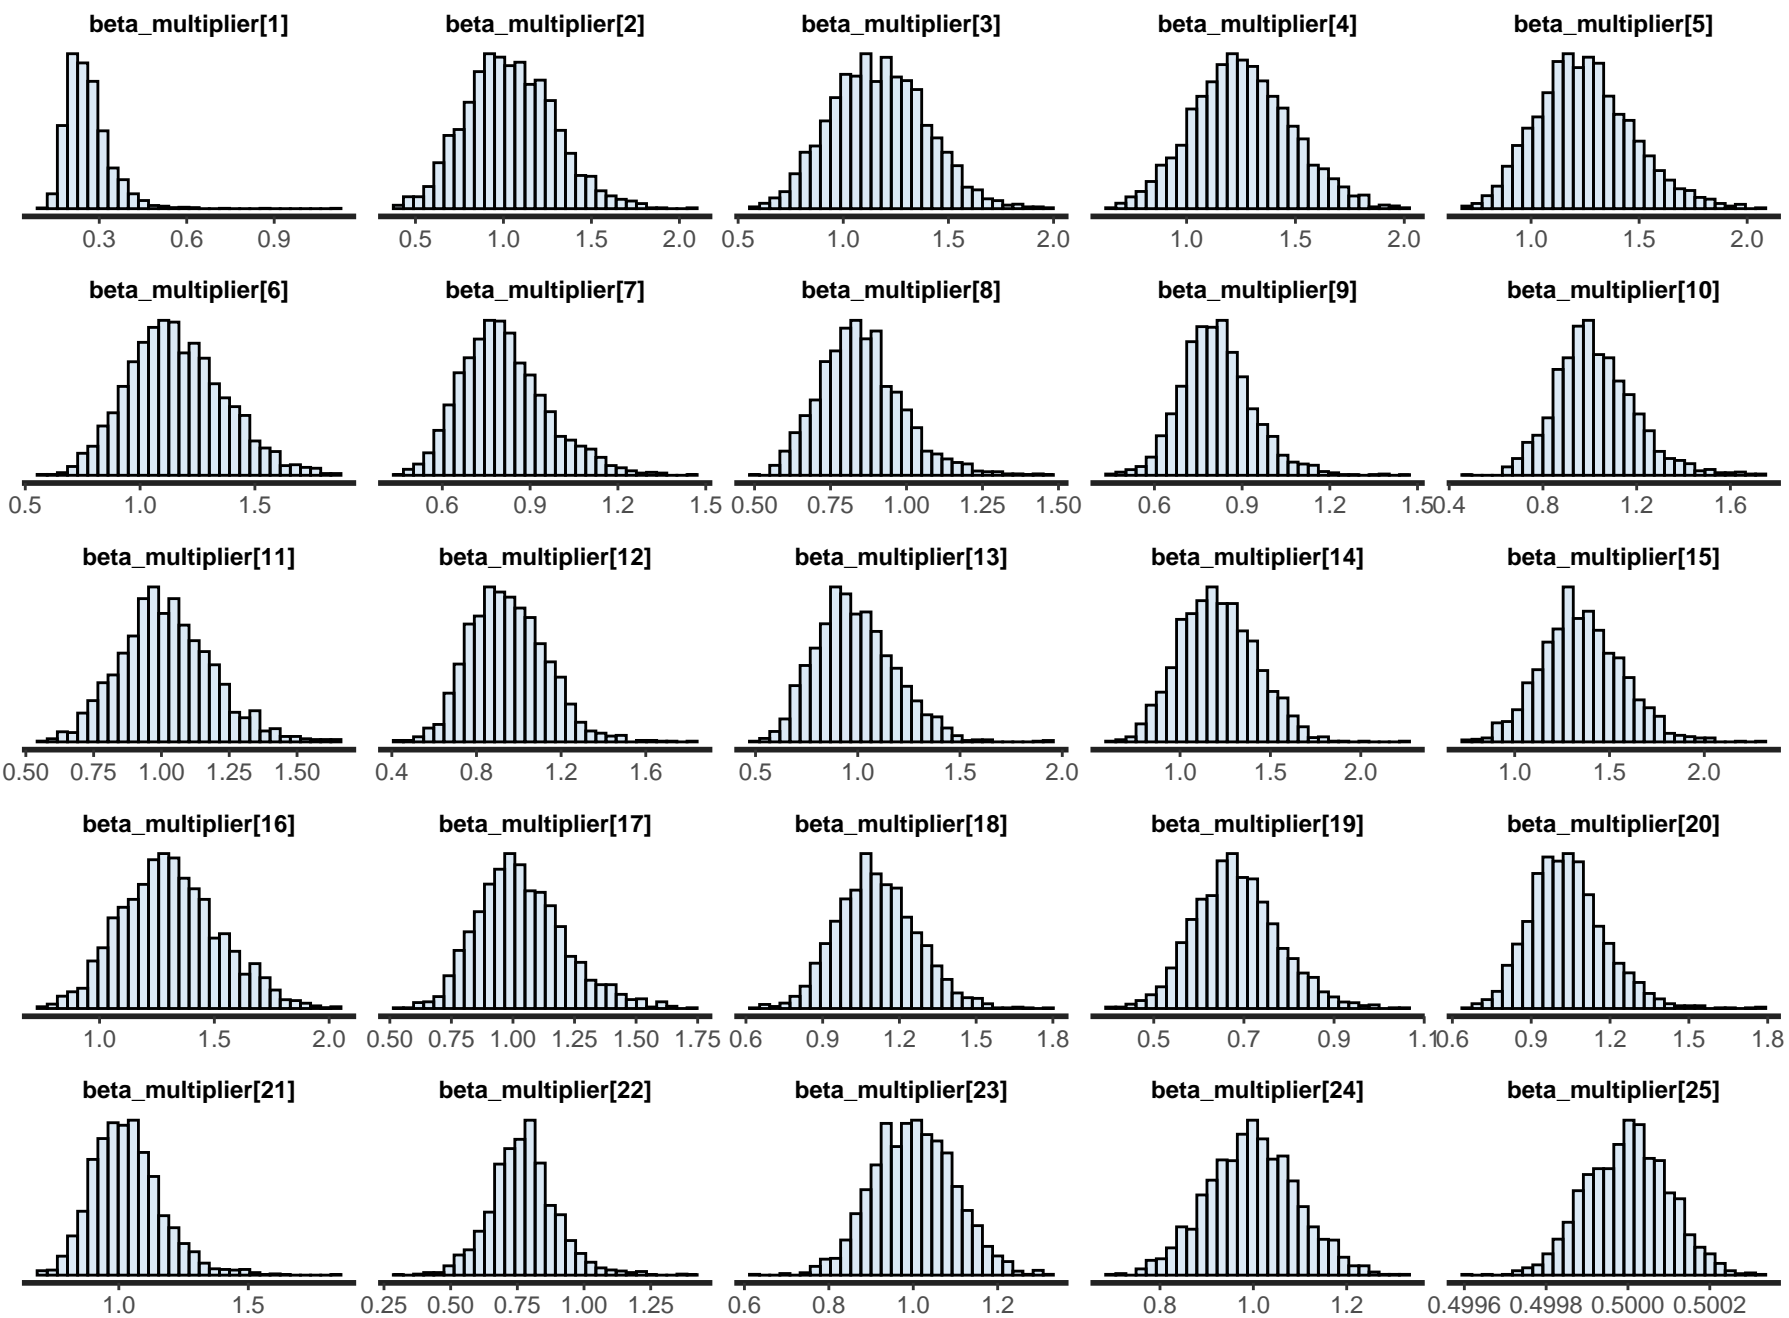 beta_multiplier[1] beta_multiplier[2] beta_multiplier[3] beta_multiplier[4] beta_multiplier[5]
0.3 0.6 0.9 0.5 1.0 1.5 2.0 0.5 1.0 1.5 2.0 1.0 1.5 2.0 1.0 1.5 2.0
beta_multiplier[6] beta_multiplier[7] beta_multiplier[8] beta_multiplier[9] beta_multiplier[10]
0.5 1.0 1.5 0.6 0.9 1.2 1.5 0.50 0.75 1.00 1.25 1.50 0.6 0.9 1.2 1.5 0.4 0.8 1.2 1.6
beta_multiplier[11] beta_multiplier[12] beta_multiplier[13] beta_multiplier[14] beta_multiplier[15]
0.50 0.75 1.00 1.25 1.50 0.4 0.8 1.2 1.6 0.5 1.0 1.5 2.0 1.0 1.5 2.0 1.0 1.5 2.0
beta_multiplier[16] beta_multiplier[17] beta_multiplier[18] beta_multiplier[19] beta_multiplier[20]
1.0 1.5 2.0 0.50 0.75 1.00 1.25 1.50 1.75 0.6 0.9 1.2 1.5 1.8 0.5 0.7 0.9 1.1 0.6 0.9 1.2 1.5 1.8
beta_multiplier[21] beta_multiplier[22] beta_multiplier[23] beta_multiplier[24] beta_multiplier[25]
1.0 1.5 0.25 0.50 0.75 1.00 1.25 0.6 0.8 1.0 1.2 0.8 1.0 1.2 0.4996 0.4998 0.5000 0.5002